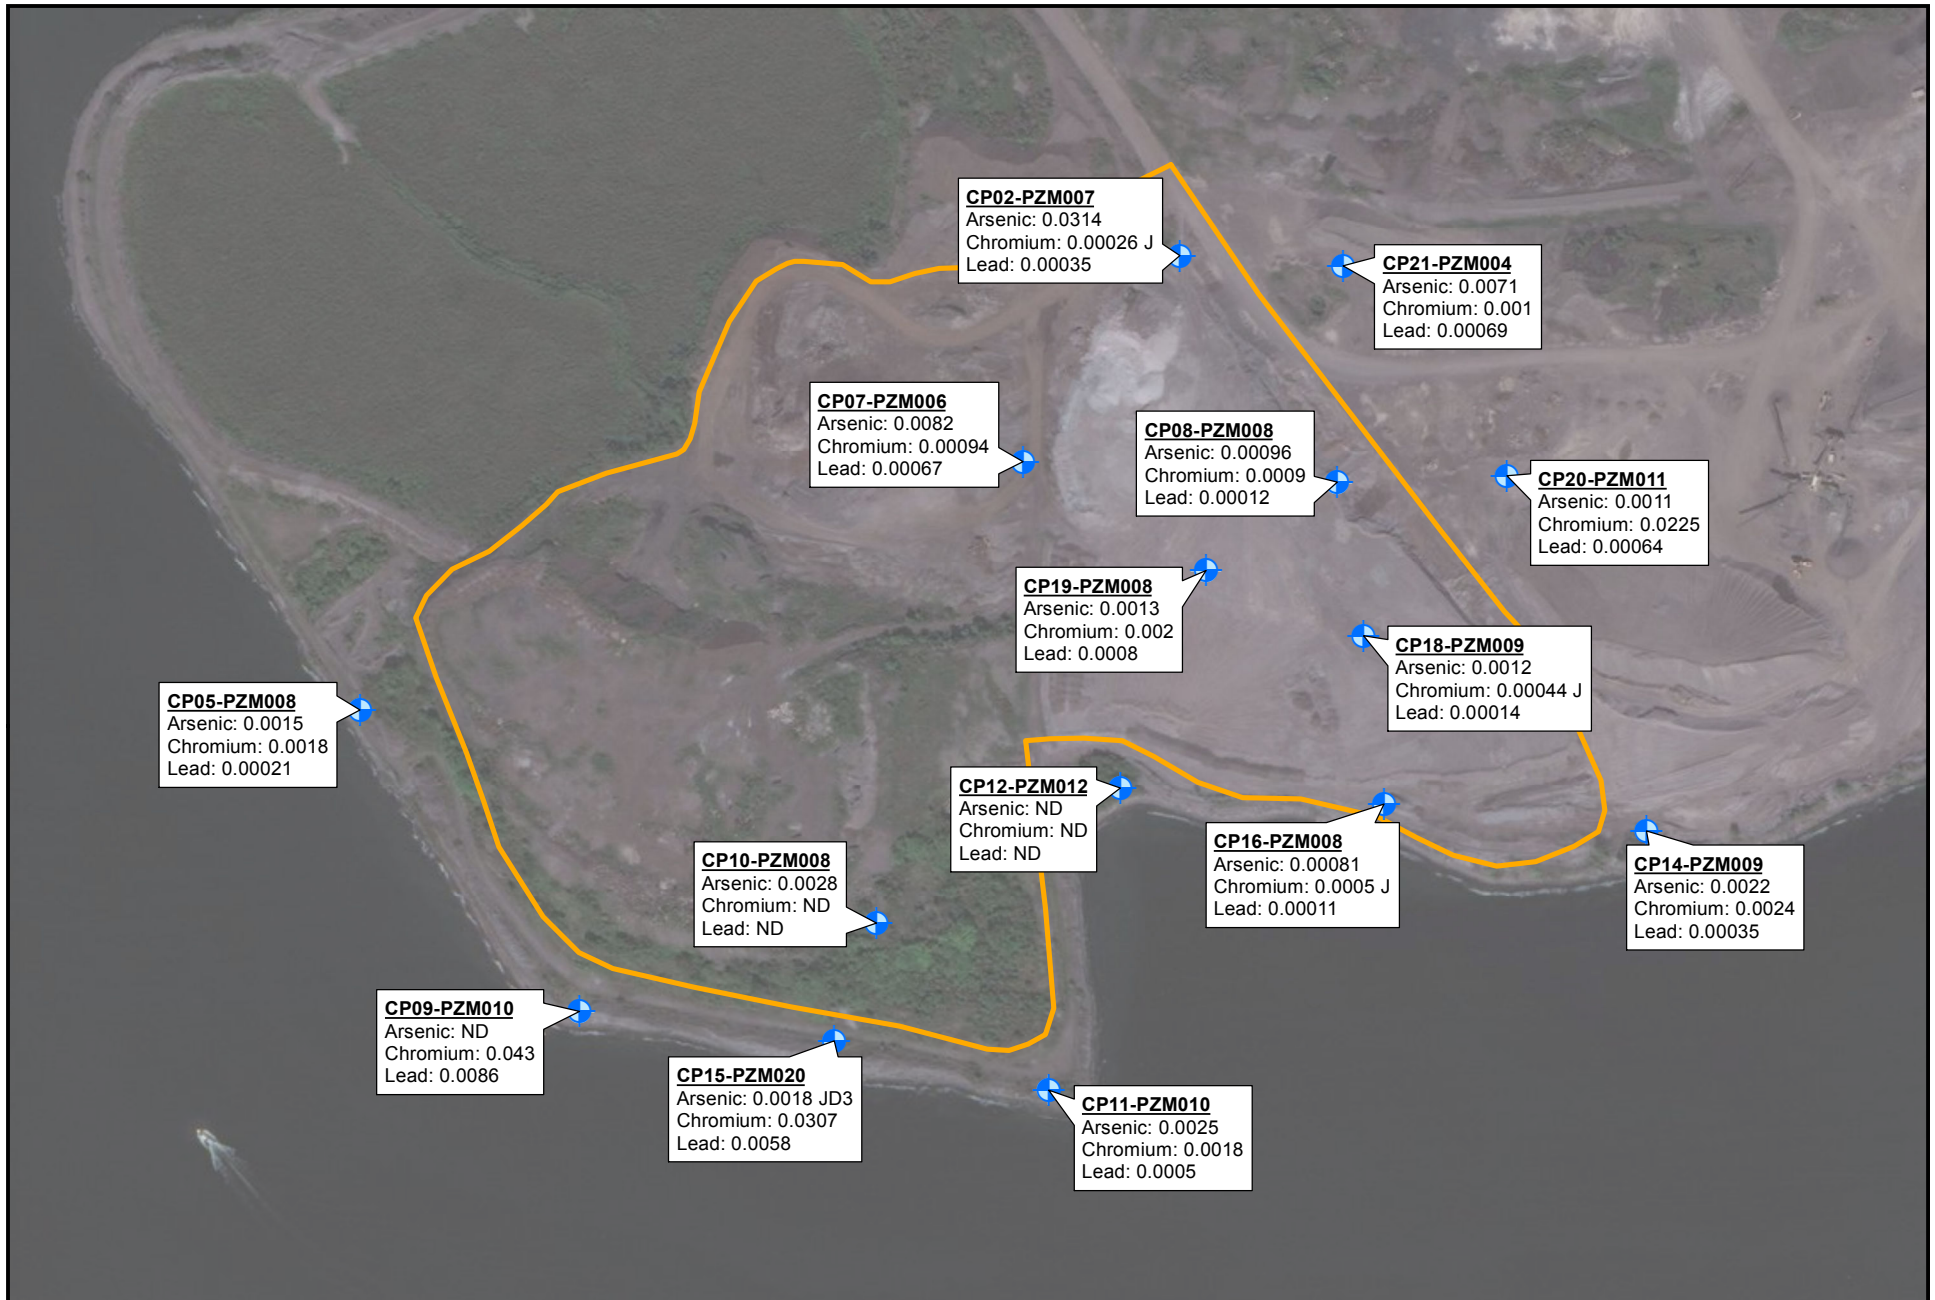 CP02-PZM007
Arsenic: 0.0314
Chromium: 0.00026 J
Lead: 0.00035
CP21-PZM004
Arsenic: 0.0071
Chromium: 0.001
Lead: 0.00069
CP07-PZM006
Arsenic: 0.0082
Chromium: 0.00094
Lead: 0.00067
CP08-PZM008
Arsenic: 0.00096
Chromium: 0.0009
Lead: 0.00012
CP20-PZM011
Arsenic: 0.0011
Chromium: 0.0225
Lead: 0.00064
CP19-PZM008
Arsenic: 0.0013
Chromium: 0.002
Lead: 0.0008
CP18-PZM009
Arsenic: 0.0012
Chromium: 0.00044 J
Lead: 0.00014
CP05-PZM008
Arsenic: 0.0015
Chromium: 0.0018
Lead: 0.00021
CP12-PZM012
Arsenic: ND
Chromium: ND
Lead: ND
CP16-PZM008
Arsenic: 0.00081
Chromium: 0.0005 J
Lead: 0.00011
CP10-PZM008
Arsenic: 0.0028
Chromium: ND
Lead: ND
CP14-PZM009
Arsenic: 0.0022
Chromium: 0.0024
Lead: 0.00035
CP09-PZM010
Arsenic: ND
Chromium: 0.043
Lead: 0.0086
CP15-PZM020
Arsenic: 0.0018 JD3
Chromium: 0.0307
Lead: 0.0058
CP11-PZM010
Arsenic: 0.0025
Chromium: 0.0018
Lead: 0.0005